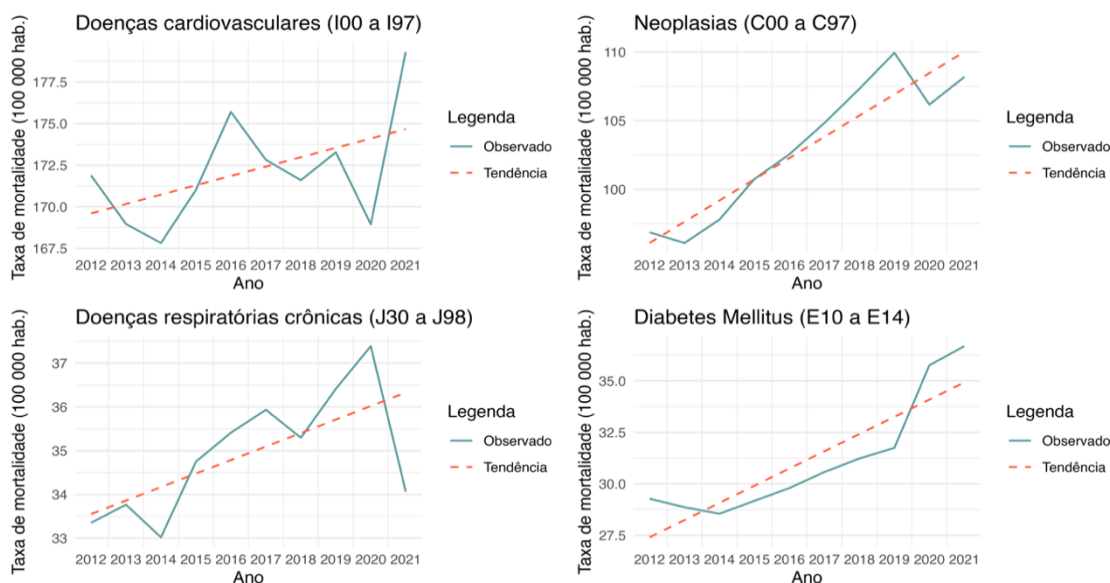 Doenças cardiovasculares (I00 a I97)
Taxa de mortalidade (100 000 hab.)
177.5
175.0
172.5
170.0
167.5
2012 2013 2014 2015 2016 2017 2018 2019 2020 2021
Ano
Legenda
Observado
Tendência
Neoplasias (C00 a C97)
Taxa de mortalidade (100 000 hab.)
110
105
100
2012 2013 2014 2015 2016 2017 2018 2019 2020 2021
Ano
Legenda
Observado
Tendência
Doenças respiratórias crônicas (J30 a J98)
Taxa de mortalidade (100 000 hab.)
37
36
35
34
33
2012 2013 2014 2015 2016 2017 2018 2019 2020 2021
Ano
Legenda
Observado
Tendência
Diabetes Mellitus (E10 a E14)
Taxa de mortalidade (100 000 hab.)
35.0
32.5
30.0
27.5
2012 2013 2014 2015 2016 2017 2018 2019 2020 2021
Ano
Legenda
Observado
Tendência